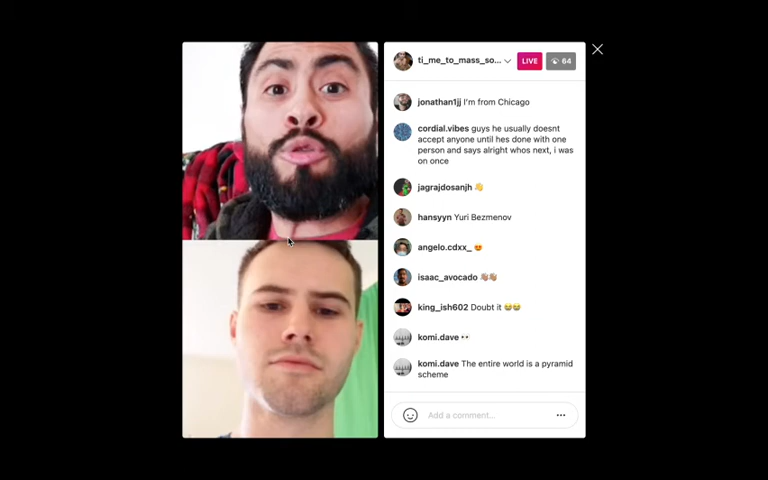 ti_me_to_mass_so...
LIVE
64
jonathan1jj I'm from Chicago
cordial.vibes guys he usually doesnt
accept anyone until hes done with one
person and says alright whos next, i was
on once
jagrajdosanjh 👋
hansyyn Yuri Bezmenov
angelo.cdxx_ 😍
isaac_avocado 👋🏽👋🏽
king_ish602 Doubt it 😂😂
komi.dave 👀
komi.dave The entire world is a pyramid
scheme
Add a comment...